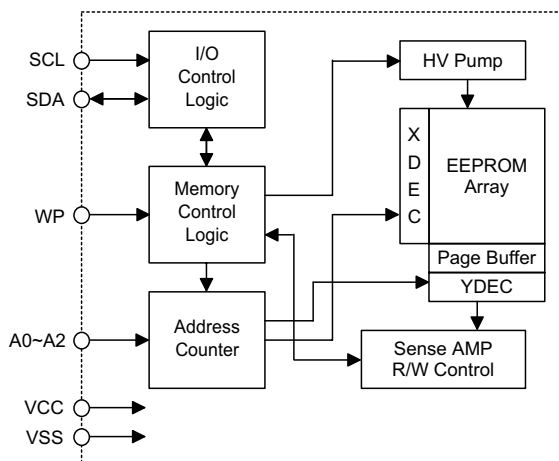 SCL
SDA
WP
A0~A2
VCC
VSS
I/O
Control
Logic
Memory
Control
Logic
Address
Counter
HV Pump
X
D
E
C
EEPROM
Array
Page Buffer
YDEC
Sense AMP
R/W Control